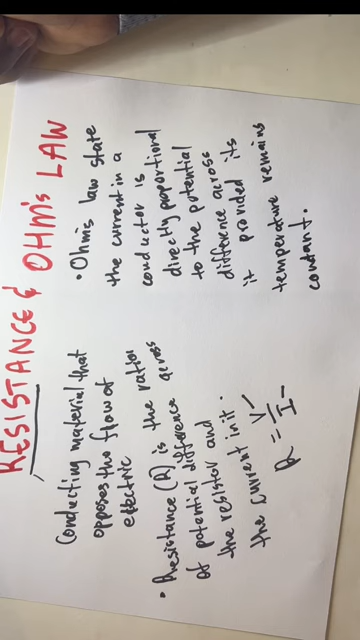 RESISTANCE & OHM'S LAW
Conducting material that
opposes the flow of
electric
• Resistance (R) is the ration
of potential difference across
the resistor and
the current in it.
R = V/I
• Ohm's law state
the current in a
conductor is
directly proportional
to the potential
difference across
it provided its
temperature remains
constant.